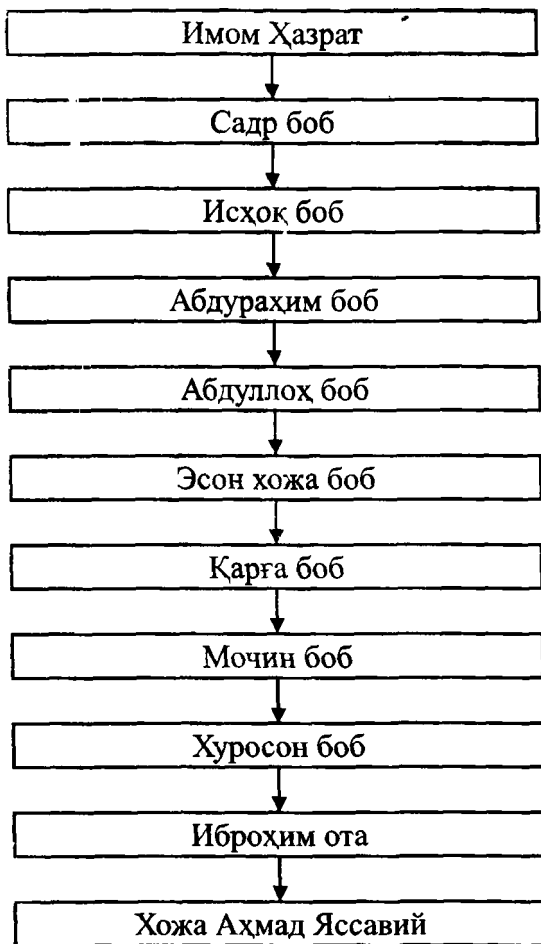 Имом Ҳазрат
Садр боб
Исҳоқ боб
Абдураҳим боб
Абдуллоҳ боб
Эсон хожа боб
Қарға боб
Мочин боб
Хуросон боб
Иброҳим ота
Хожа Аҳмад Яссавий